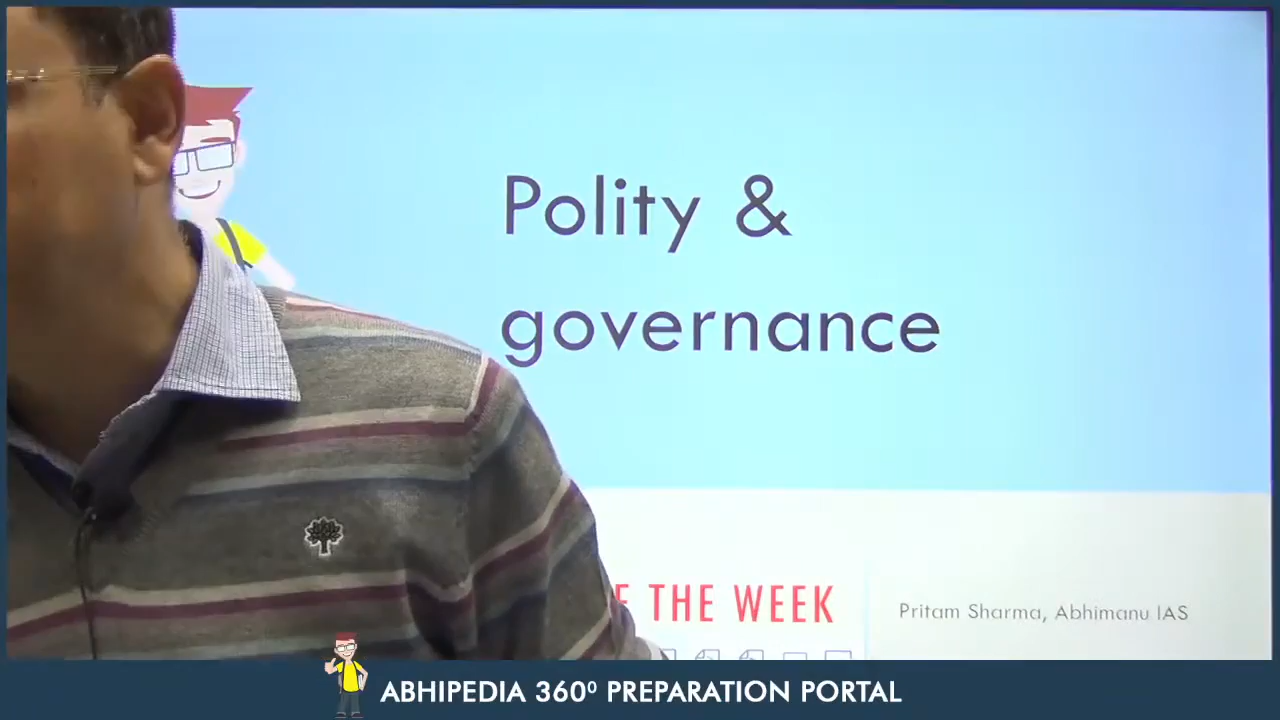 Polity &
governance
THE WEEK
Pritam Sharma, Abhimanu IAS
ABHIPEDIA 360⁰ PREPARATION PORTAL